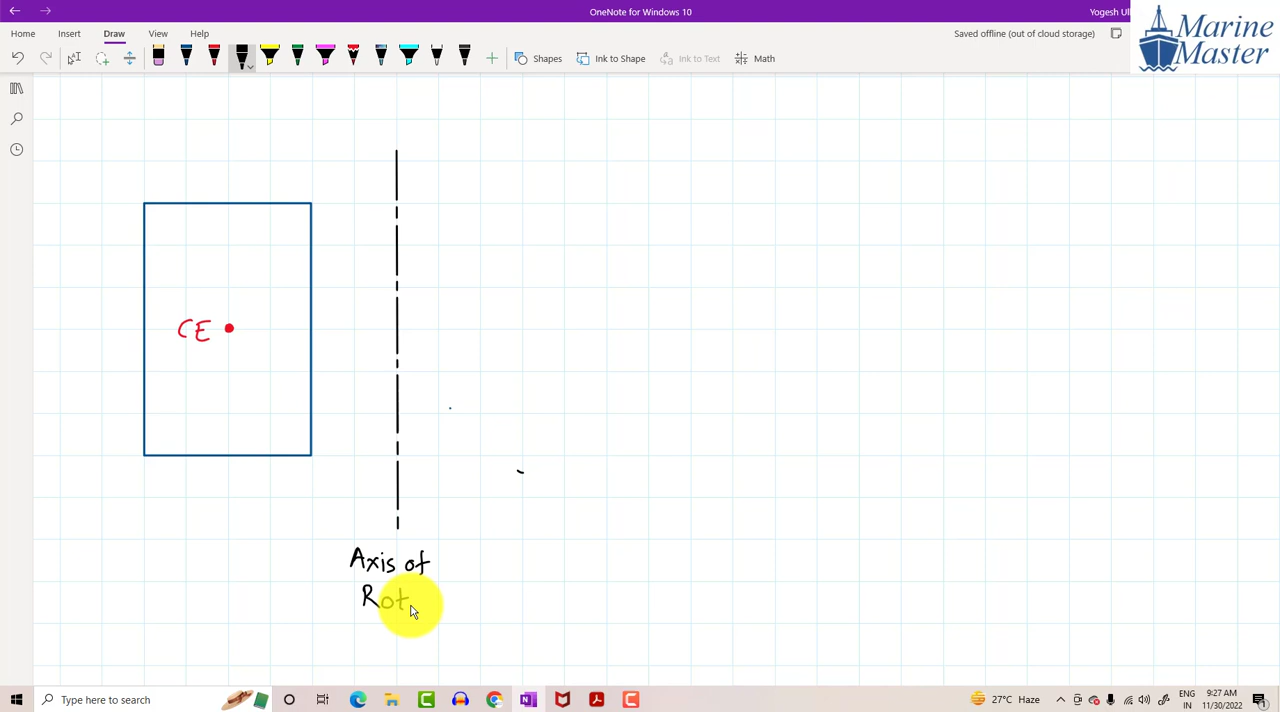 OneNote for Windows 10
Yogesh Ul
Marine
Master
Home Insert Draw View Help
Saved offline (out of cloud storage)
Shapes Ink to Shape Ink to Text Math
CE
Axis of
Rot
Type here to search
27°C Haze
ENG
IN
9:27 AM
11/30/2022